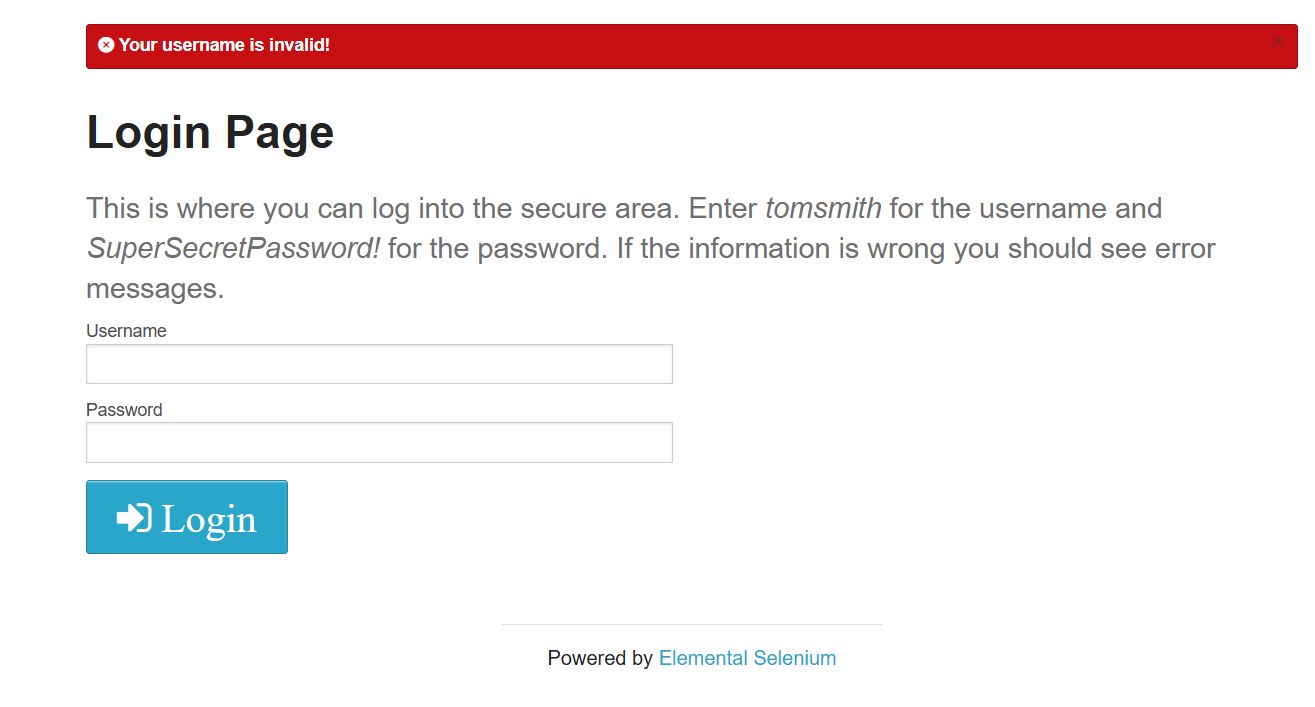 Your username is invalid!
Login Page
This is where you can log into the secure area. Enter tomsmith for the username and
SuperSecretPassword! for the password. If the information is wrong you should see error
messages.
Username
Password
Login
Powered by Elemental Selenium